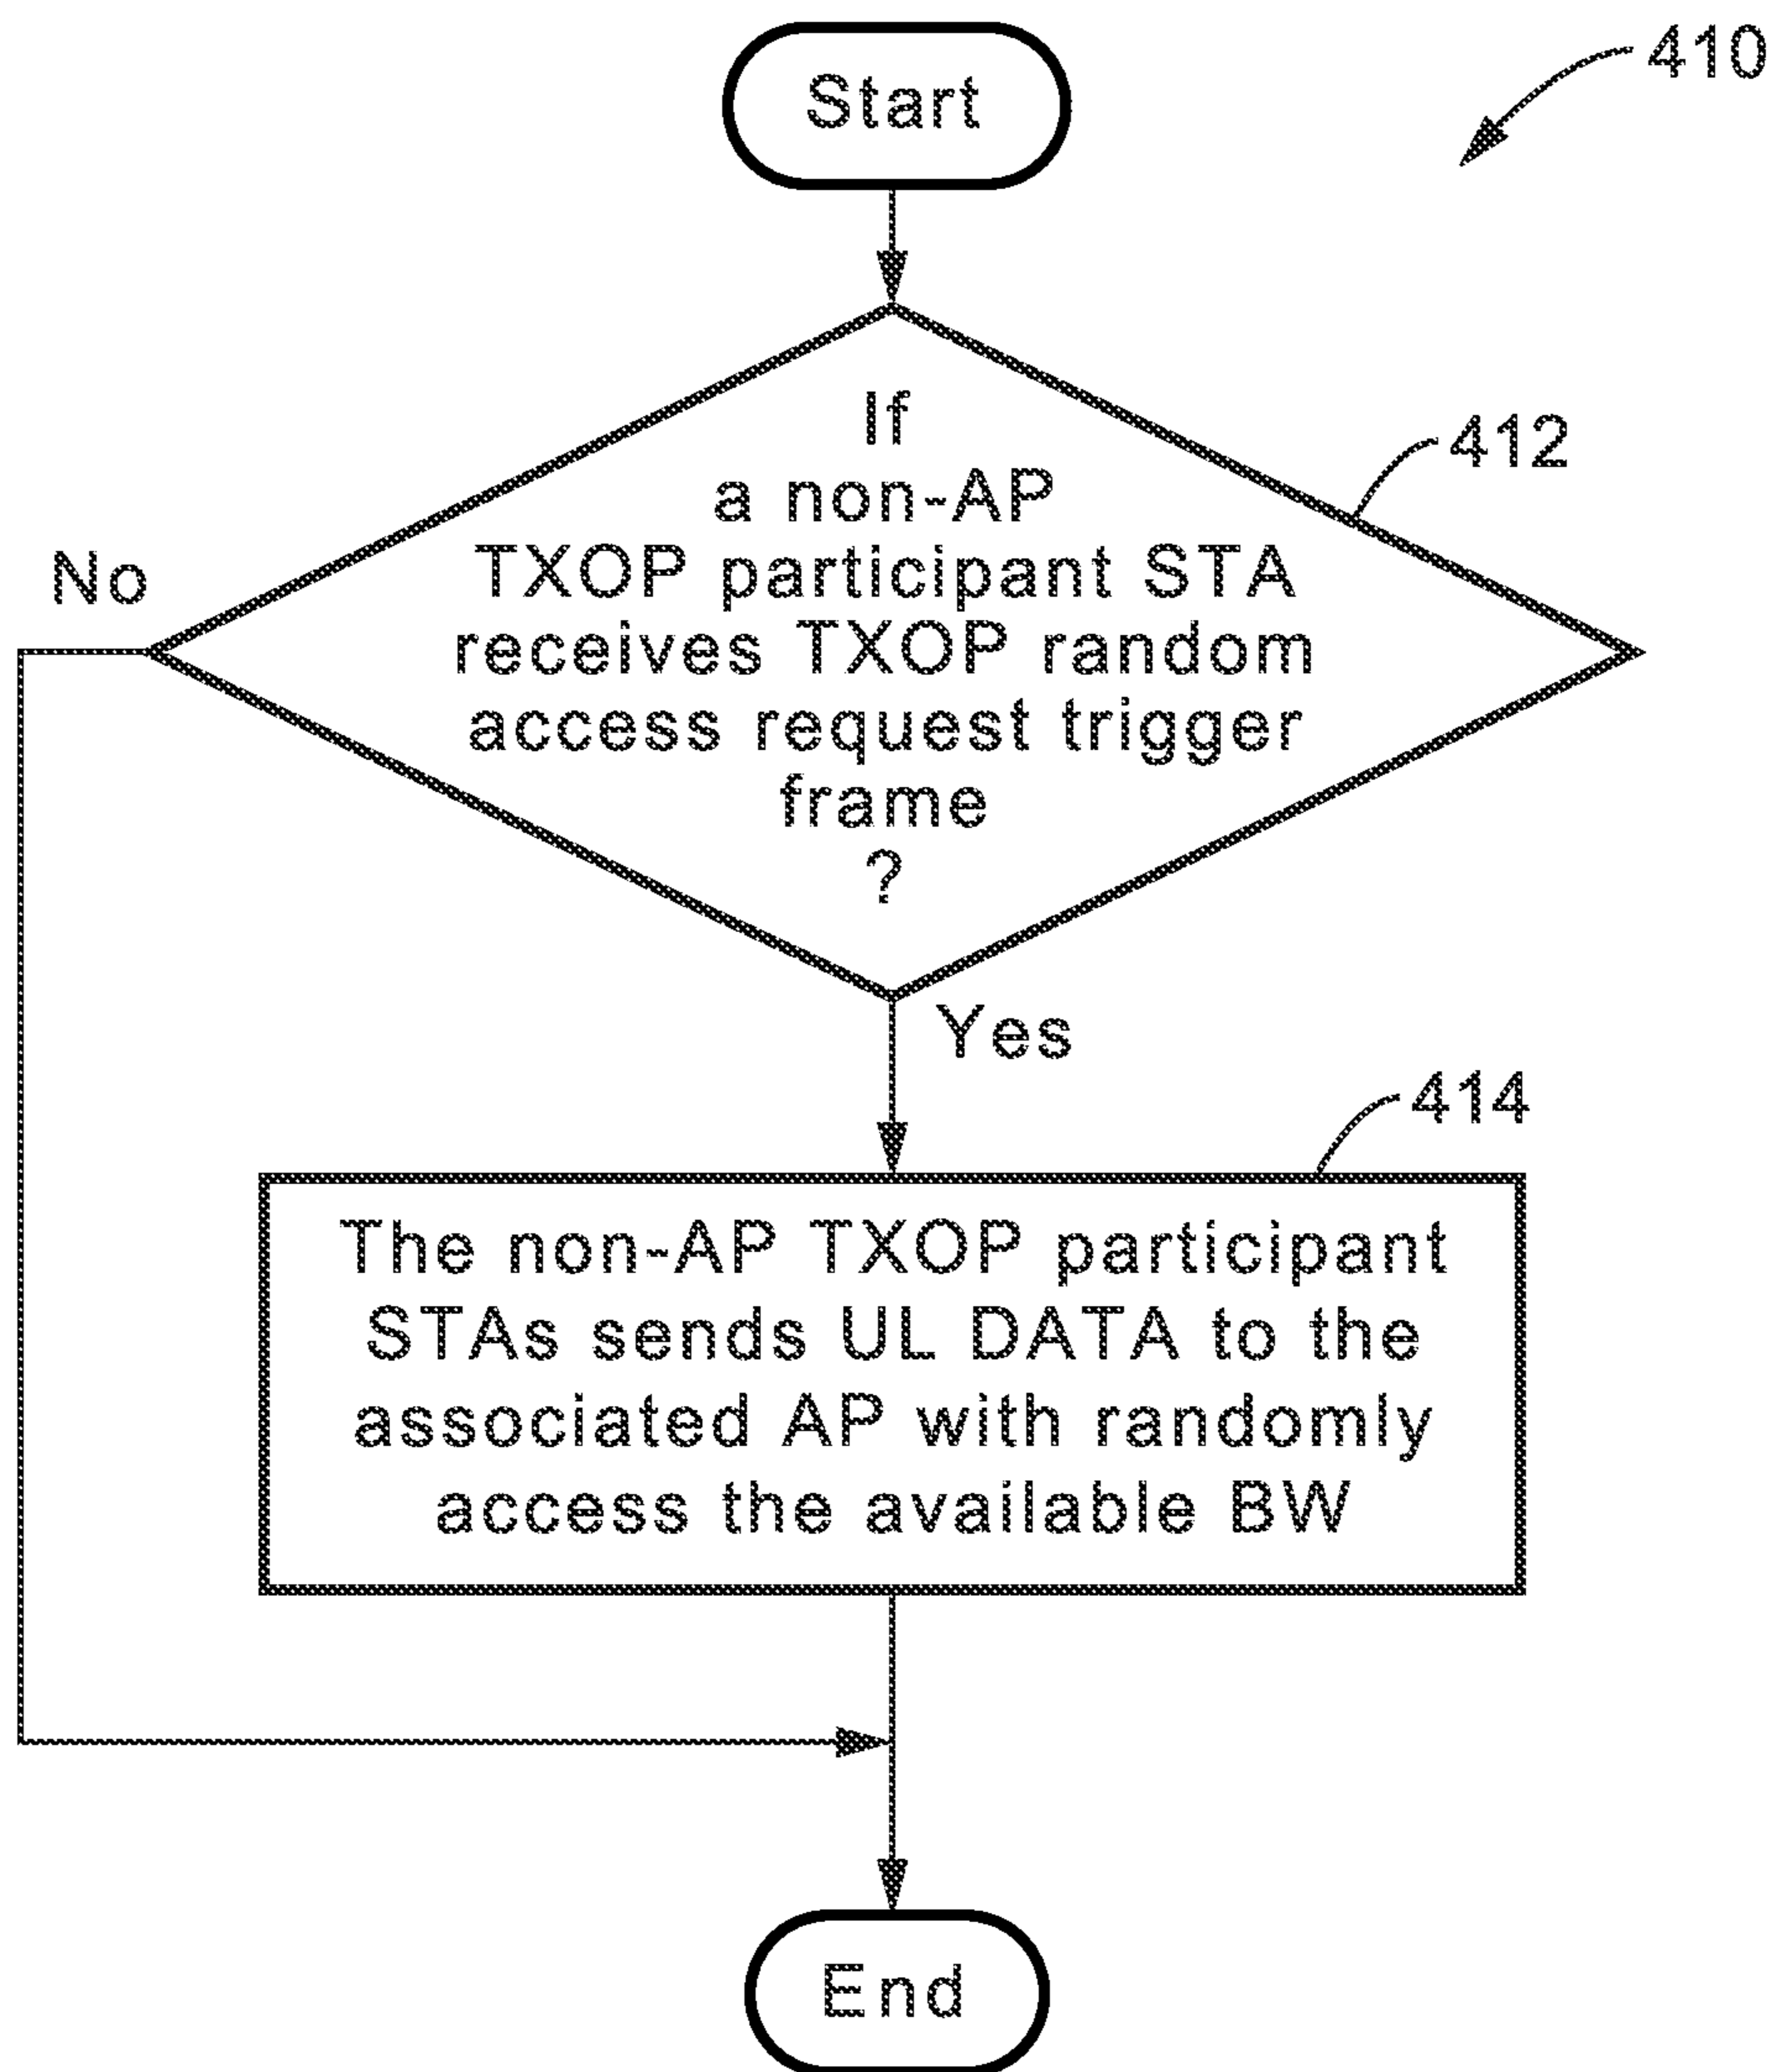 Start
410
If
a non-AP
TXOP participant STA
receives TXOP random
access request trigger
frame
?
412
No
Yes
414
The non-AP TXOP participant
STAs sends UL DATA to the
associated AP with randomly
access the available BW
End